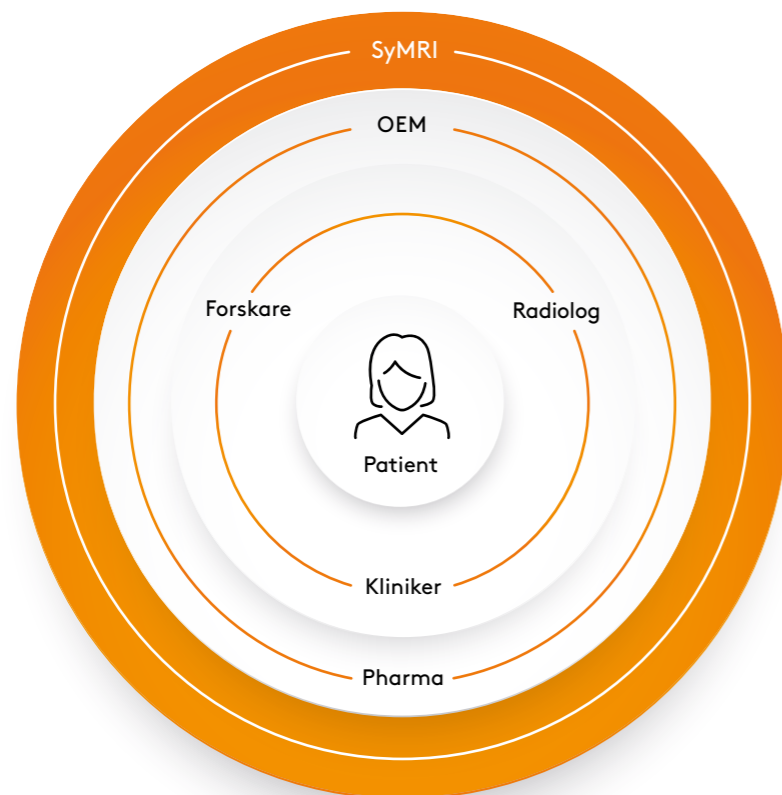 SyMRI
OEM
Forskare
Radiolog
Patient
Kliniker
Pharma